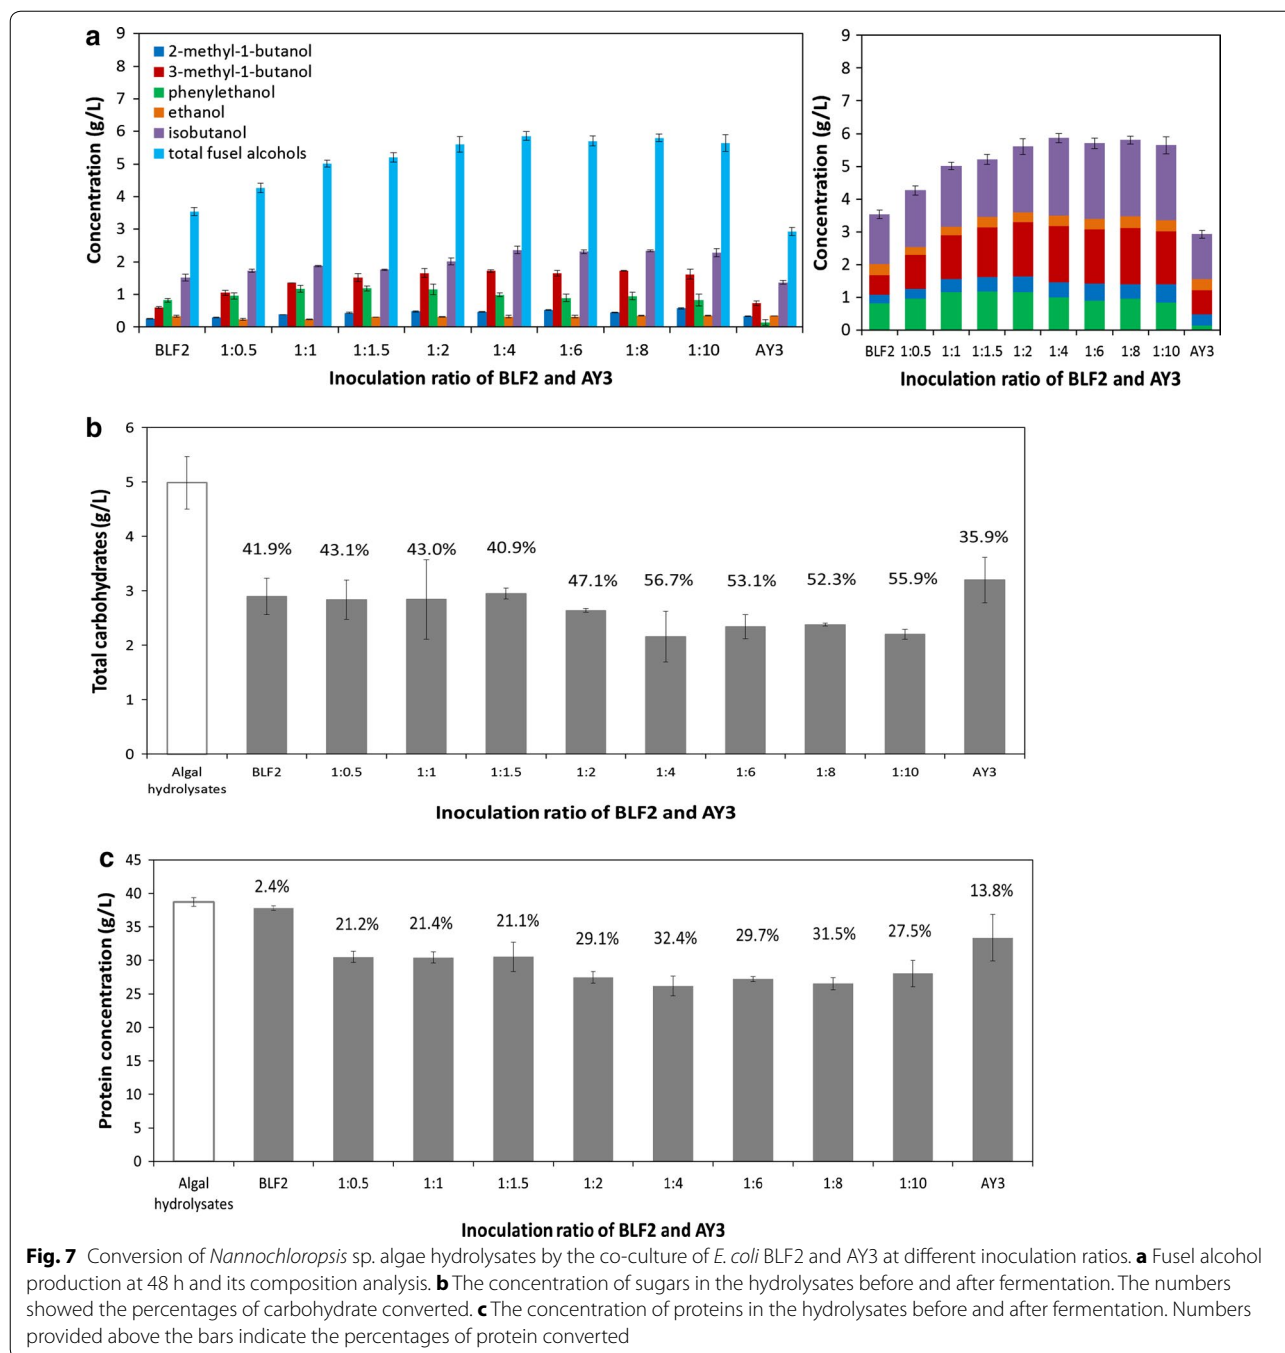 a
9
8
7
6
5
4
3
2
1
0
Concentration (g/L)
2-methyl-1-butanol
3-methyl-1-butanol
phenylethanol
ethanol
isobutanol
total fusel alcohols
BLF2 1:0.5 1:1 1:1.5 1:2 1:4 1:6 1:8 1:10 AY3
Inoculation ratio of BLF2 and AY3
9
8
7
6
5
4
3
2
1
0
Concentration (g/L)
BLF2 1:0.5 1:1 1:1.5 1:2 1:4 1:6 1:8 1:10 AY3
Inoculation ratio of BLF2 and AY3
b
6
5
4
3
2
1
0
Total carbohydrates (g/L)
41.9% 43.1% 43.0% 40.9% 47.1% 56.7% 53.1% 52.3% 55.9% 35.9%
Algal BLF2 1:0.5 1:1 1:1.5 1:2 1:4 1:6 1:8 1:10 AY3
hydrolysates
Inoculation ratio of BLF2 and AY3
c
45
40
35
30
25
20
15
10
5
0
Protein concentration (g/L)
2.4% 21.2% 21.4% 21.1% 29.1% 32.4% 29.7% 31.5% 27.5% 13.8%
Algal BLF2 1:0.5 1:1 1:1.5 1:2 1:4 1:6 1:8 1:10 AY3
hydrolysates
Inoculation ratio of BLF2 and AY3
Fig. 7 Conversion of Nannochloropsis sp. algae hydrolysates by the co-culture of E. coli BLF2 and AY3 at different inoculation ratios. a Fusel alcohol
production at 48 h and its composition analysis. b The concentration of sugars in the hydrolysates before and after fermentation. The numbers
showed the percentages of carbohydrate converted. c The concentration of proteins in the hydrolysates before and after fermentation. Numbers
provided above the bars indicate the percentages of protein converted